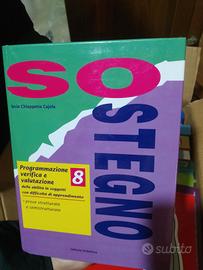 SO
STEGNO
Lucia Chiappetta Cajola
Programmazione
verifica e
valutazione
8
delle abilità in soggetti
con difficoltà di apprendimento
- prove strutturate
e semistrutturate
subito